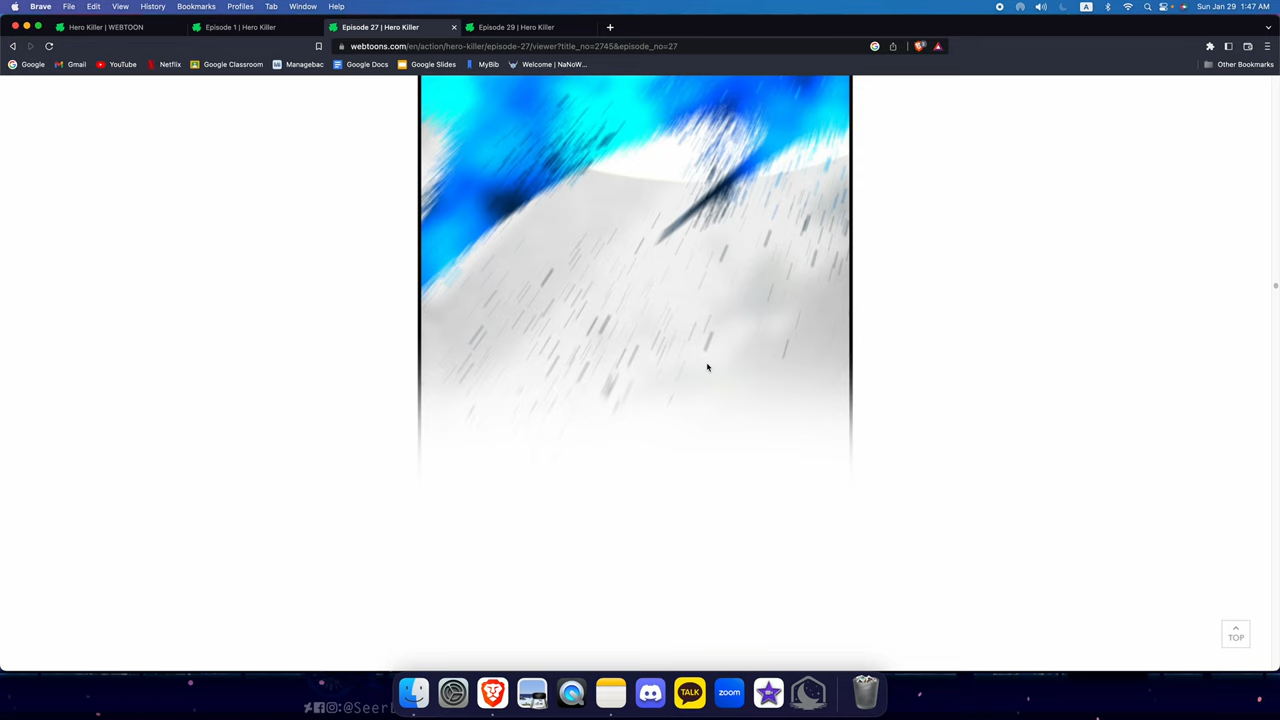 Brave File Edit View History Bookmarks Profiles Tab Window Help A Sun Jan 29 1:47 AM
Hero Killer | WEBTOON Episode 1 | Hero Killer Episode 27 | Hero Killer Episode 29 | Hero Killer
webtoons.com/en/action/hero-killer/episode-27/viewer?title_no=2745&episode_no=27
Google Gmail YouTube Netflix Google Classroom Managebac Google Docs Google Slides MyBib Welcome | NaNoW... Other Bookmarks
TOP
TALK zoom